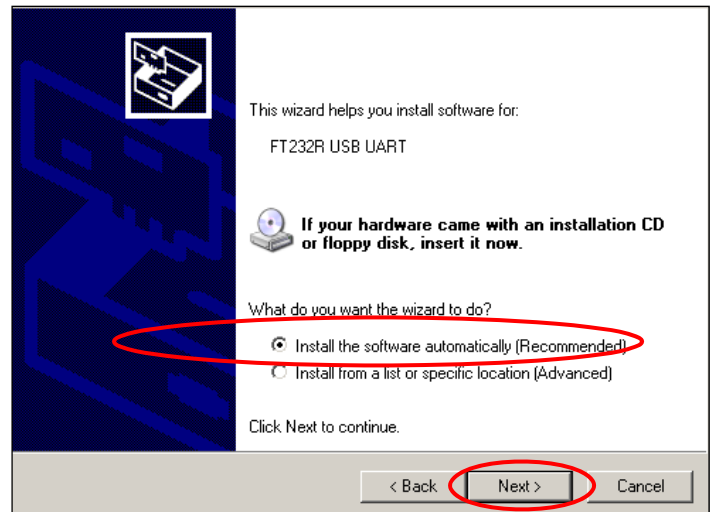 This wizard helps you install software for:
FT232R USB UART
If your hardware came with an installation CD
or floppy disk, insert it now.
What do you want the wizard to do?
Install the software automatically (Recommended)
Install from a list or specific location (Advanced)
Click Next to continue.
< Back Next > Cancel